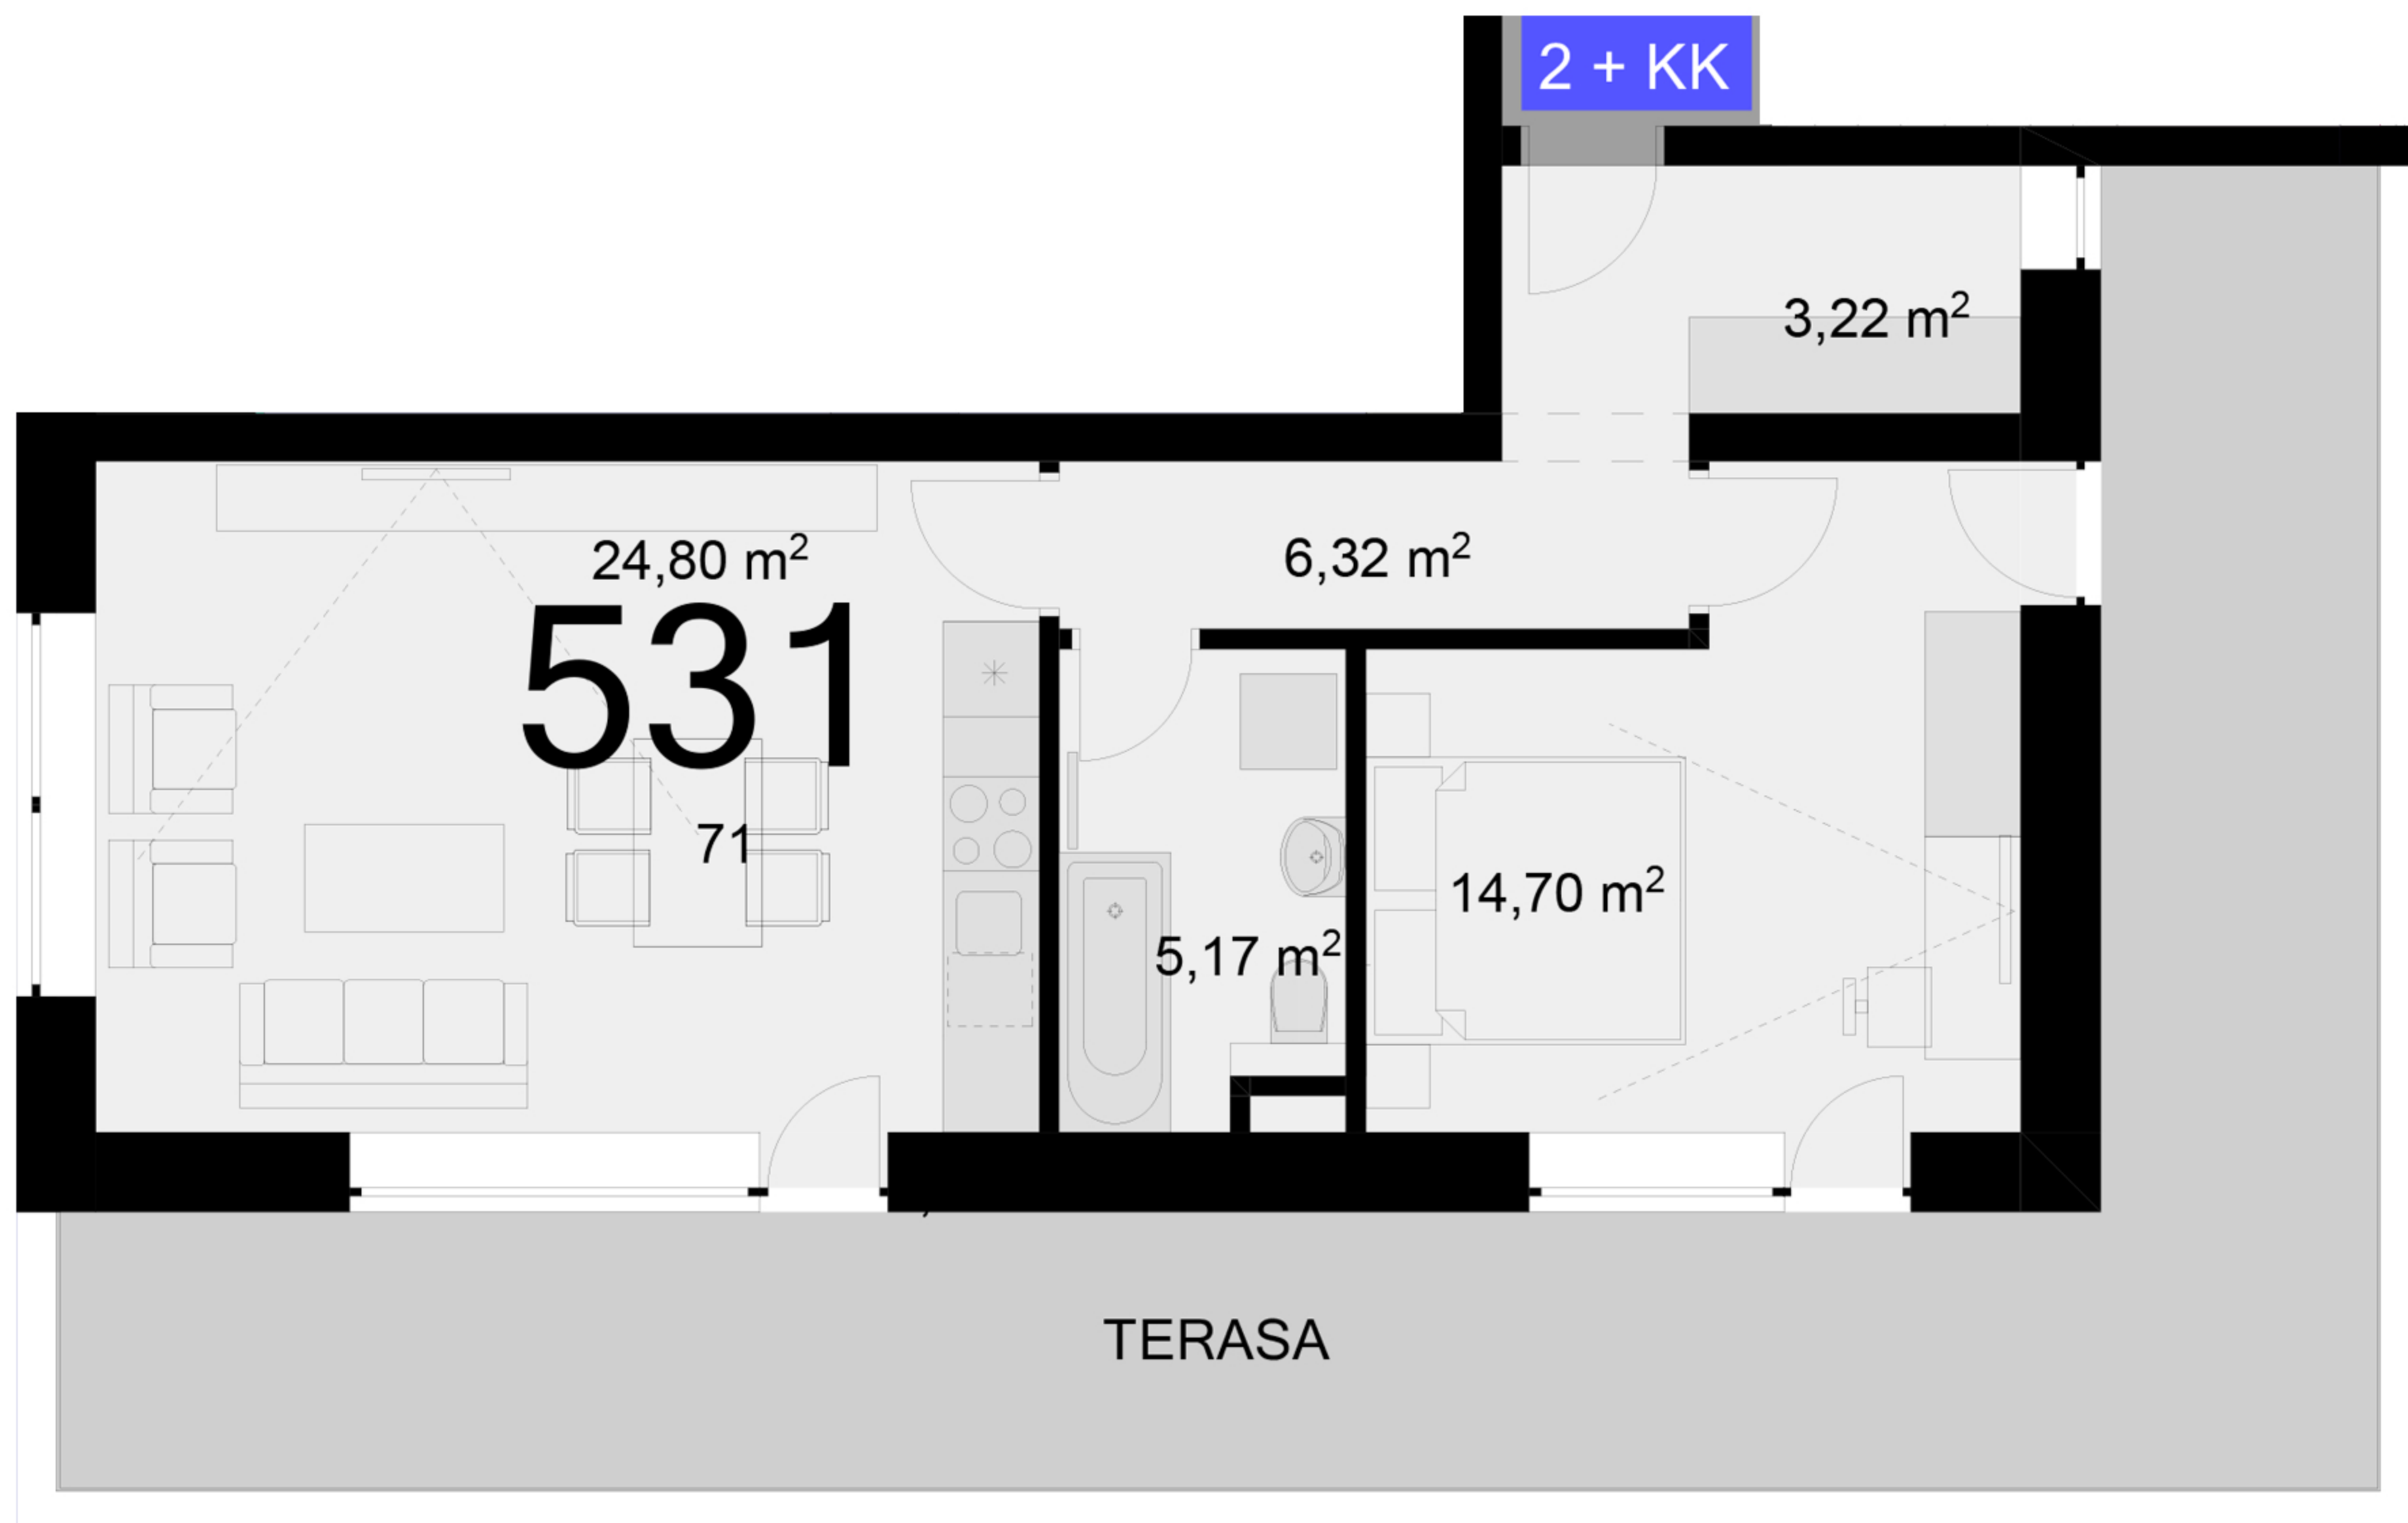 2 + KK
3,22 m²
24,80 m²
6,32 m²
531
71
14,70 m²
5,17 m²
TERASA